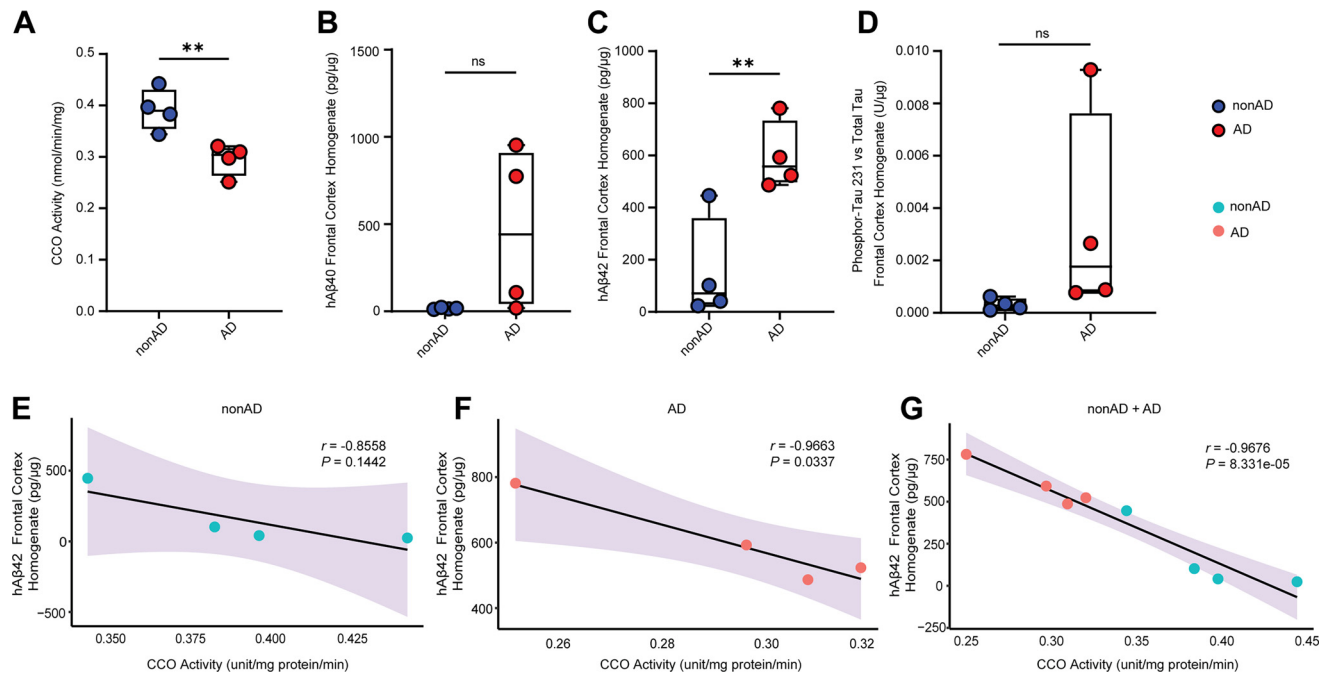 A
CCO Activity (nmol/min/mg)
0.5
0.4
0.3
0.2
0.1
0.0
**
nonAD
AD
B
hAβ40 Frontal Cortex Homogenate (pg/µg)
1500
1000
500
0
ns
nonAD
AD
C
hAβ42 Frontal Cortex Homogenate (pg/µg)
1000
800
600
400
200
0
**
nonAD
AD
D
Phosphor-Tau 231 vs Total Tau
Frontal Cortex Homogenate (U/µg)
0.010
0.008
0.006
0.004
0.002
0.000
ns
nonAD
AD
nonAD
AD
nonAD
AD
E
nonAD
hAβ42 Frontal Cortex
Homogenate (pg/µg)
500
0
−500
r = -0.8558
P = 0.1442
0.350
0.375
0.400
0.425
CCO Activity (unit/mg protein/min)
F
AD
hAβ42 Frontal Cortex
Homogenate (pg/µg)
800
600
400
r = -0.9663
P = 0.0337
0.26
0.28
0.30
0.32
CCO Activity (unit/mg protein/min)
G
nonAD + AD
hAβ42 Frontal Cortex
Homogenate (pg/µg)
750
500
250
0
−250
r = -0.9676
P = 8.331e-05
0.25
0.30
0.35
0.40
0.45
CCO Activity (unit/mg protein/min)